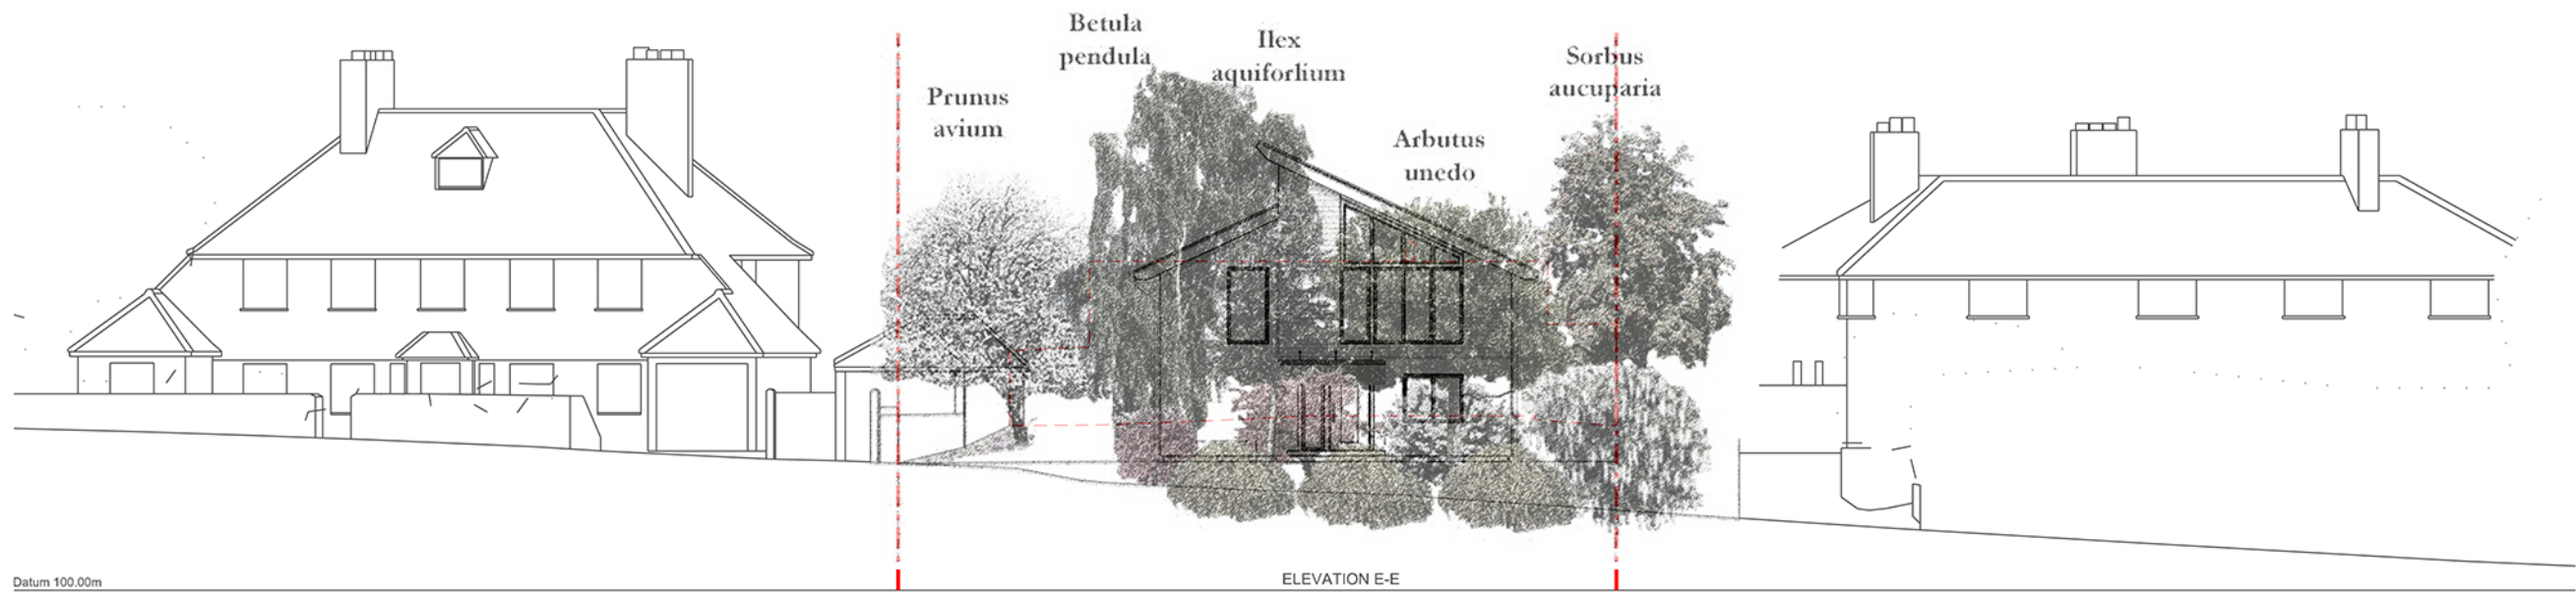 Betula
pendula
Ilex
aquiforlium
Sorbus
aucuparia
Prunus
avium
Arbutus
unedo
Datum 100.00m
ELEVATION E-E